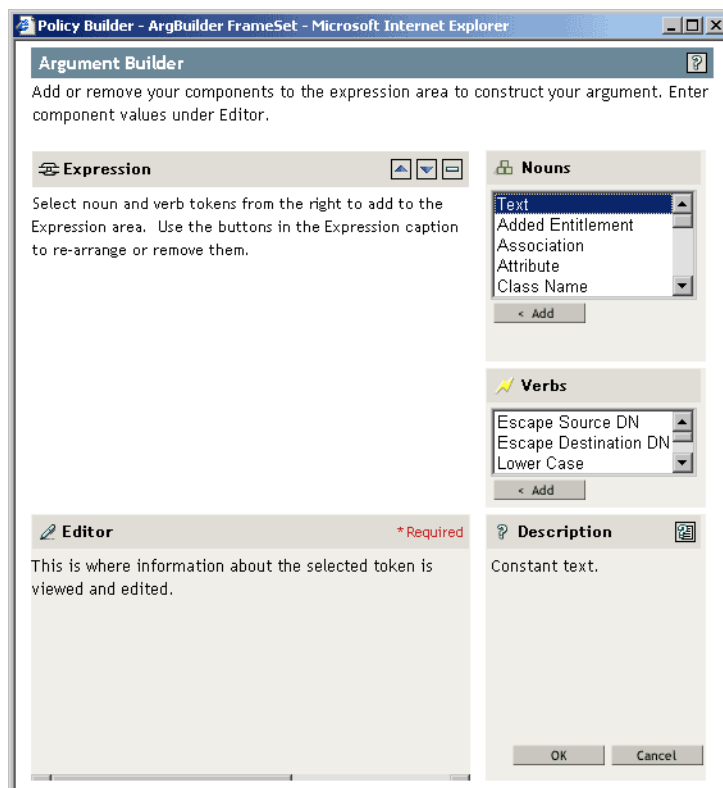 Policy Builder - ArgBuilder FrameSet - Microsoft Internet Explorer
Argument Builder
Add or remove your components to the expression area to construct your argument. Enter
component values under Editor.
Expression
Select noun and verb tokens from the right to add to the
Expression area. Use the buttons in the Expression caption
to re-arrange or remove them.
Nouns
Text
Added Entitlement
Association
Attribute
Class Name
< Add
Verbs
Escape Source DN
Escape Destination DN
Lower Case
< Add
Editor *Required
This is where information about the selected token is
viewed and edited.
Description
Constant text.
OK Cancel